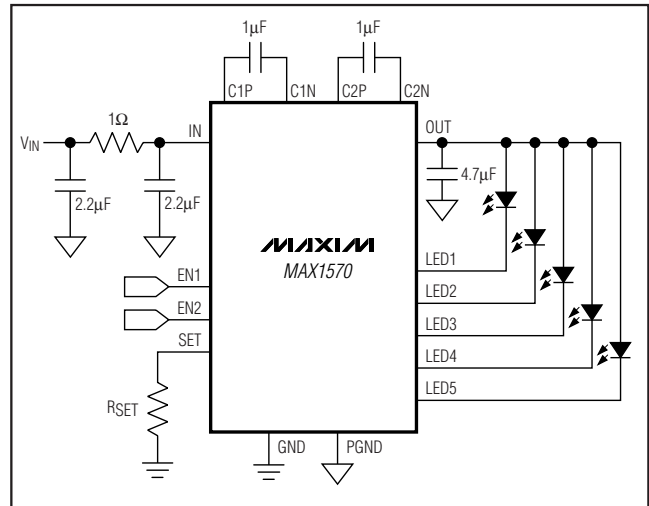 1µF
1µF
C1P
C1N
C2P
C2N
1Ω
VIN
IN
OUT
2.2µF
2.2µF
4.7µF
MAXIM
MAX1570
EN1
EN2
SET
LED1
LED2
LED3
LED4
LED5
RSET
GND
PGND